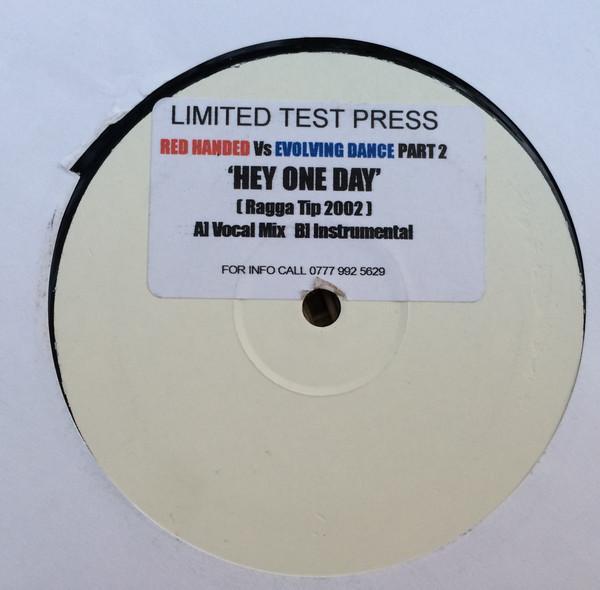 LIMITED TEST PRESS
RED HANDED Vs EVOLVING DANCE PART 2
‘HEY ONE DAY’
( Ragga Tip 2002 )
A] Vocal Mix B] Instrumental
FOR INFO CALL 0777 992 5629